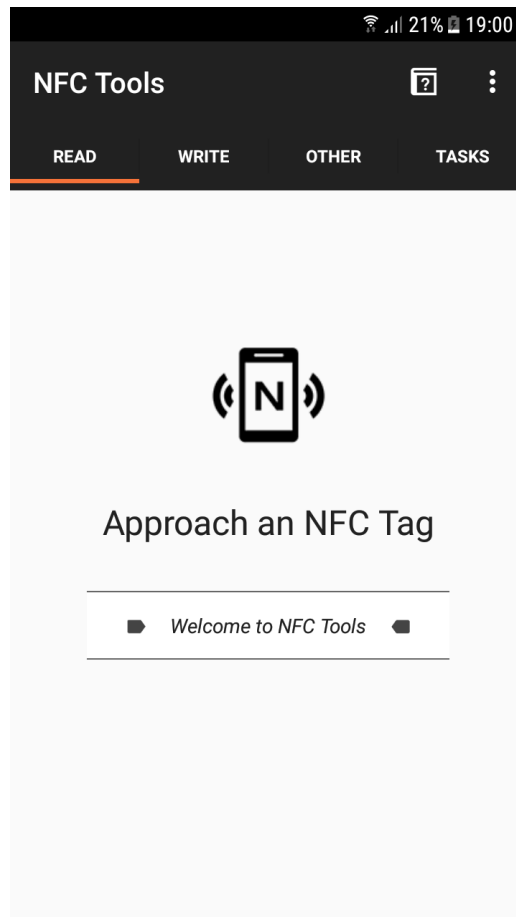 21% 19:00
NFC Tools
READ WRITE OTHER TASKS
N
Approach an NFC Tag
Welcome to NFC Tools